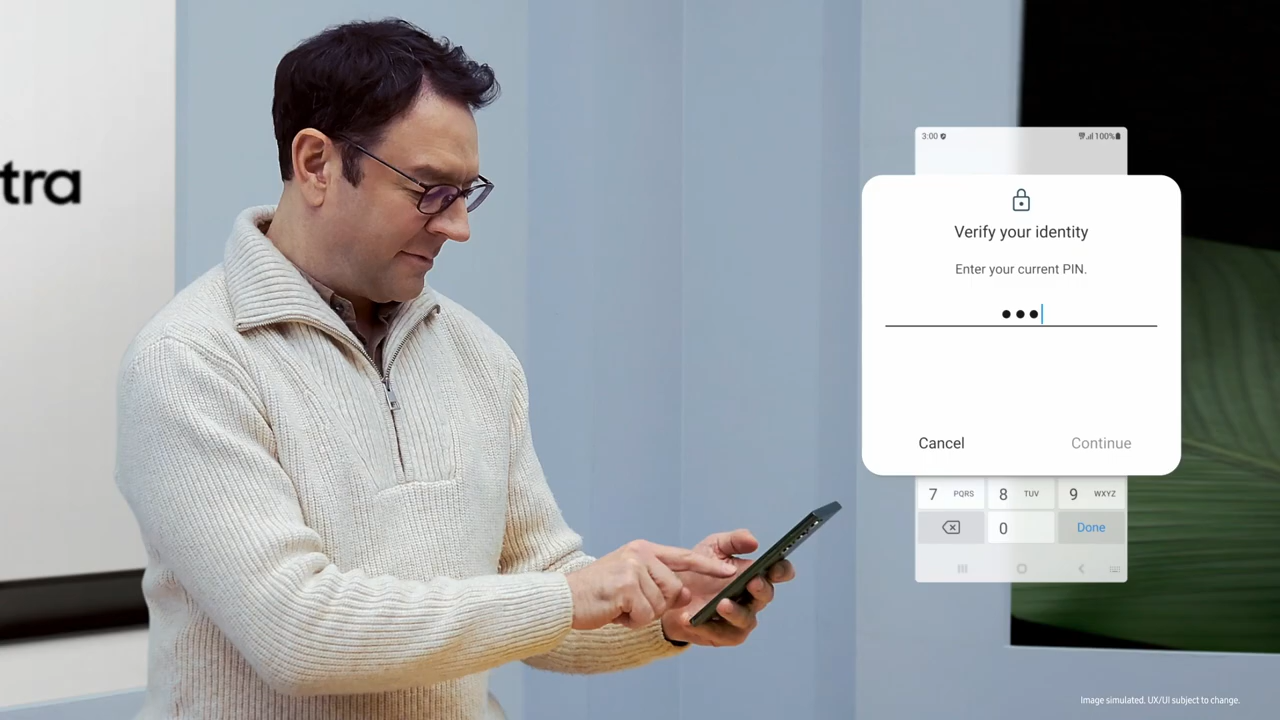 tra
3:00
100%
Verify your identity
Enter your current PIN.
Cancel
Continue
7 PQRS
8 TUV
9 WXYZ
0
Done
Image simulated. UX/UI subject to change.